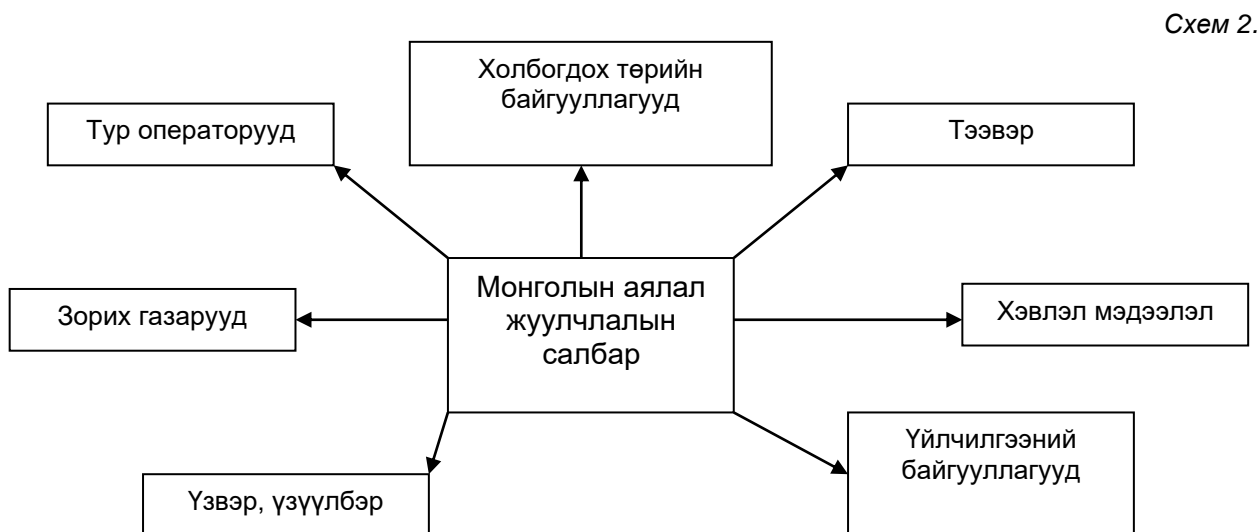 Схем 2.
Холбогдох төрийн
байгууллагууд
Тур операторууд
Тээвэр
Монголын аялал
жуулчлалын
салбар
Зорих газарууд
Хэвлэл мэдээлэл
Үйлчилгээний
байгууллагууд
Үзвэр, үзүүлбэр